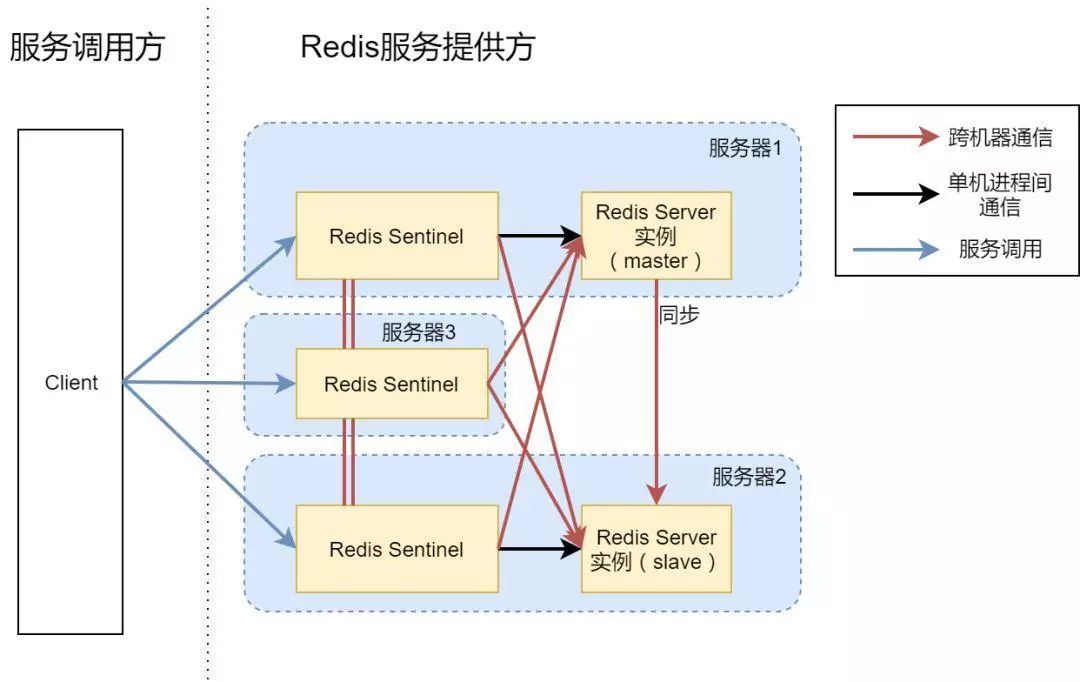 服务调用方
Redis服务提供方
服务器1
跨机器通信
单机进程间
通信
服务调用
Redis Sentinel
Redis Server
实例
（master）
同步
服务器3
Client
Redis Sentinel
服务器2
Redis Sentinel
Redis Server
实例（slave）